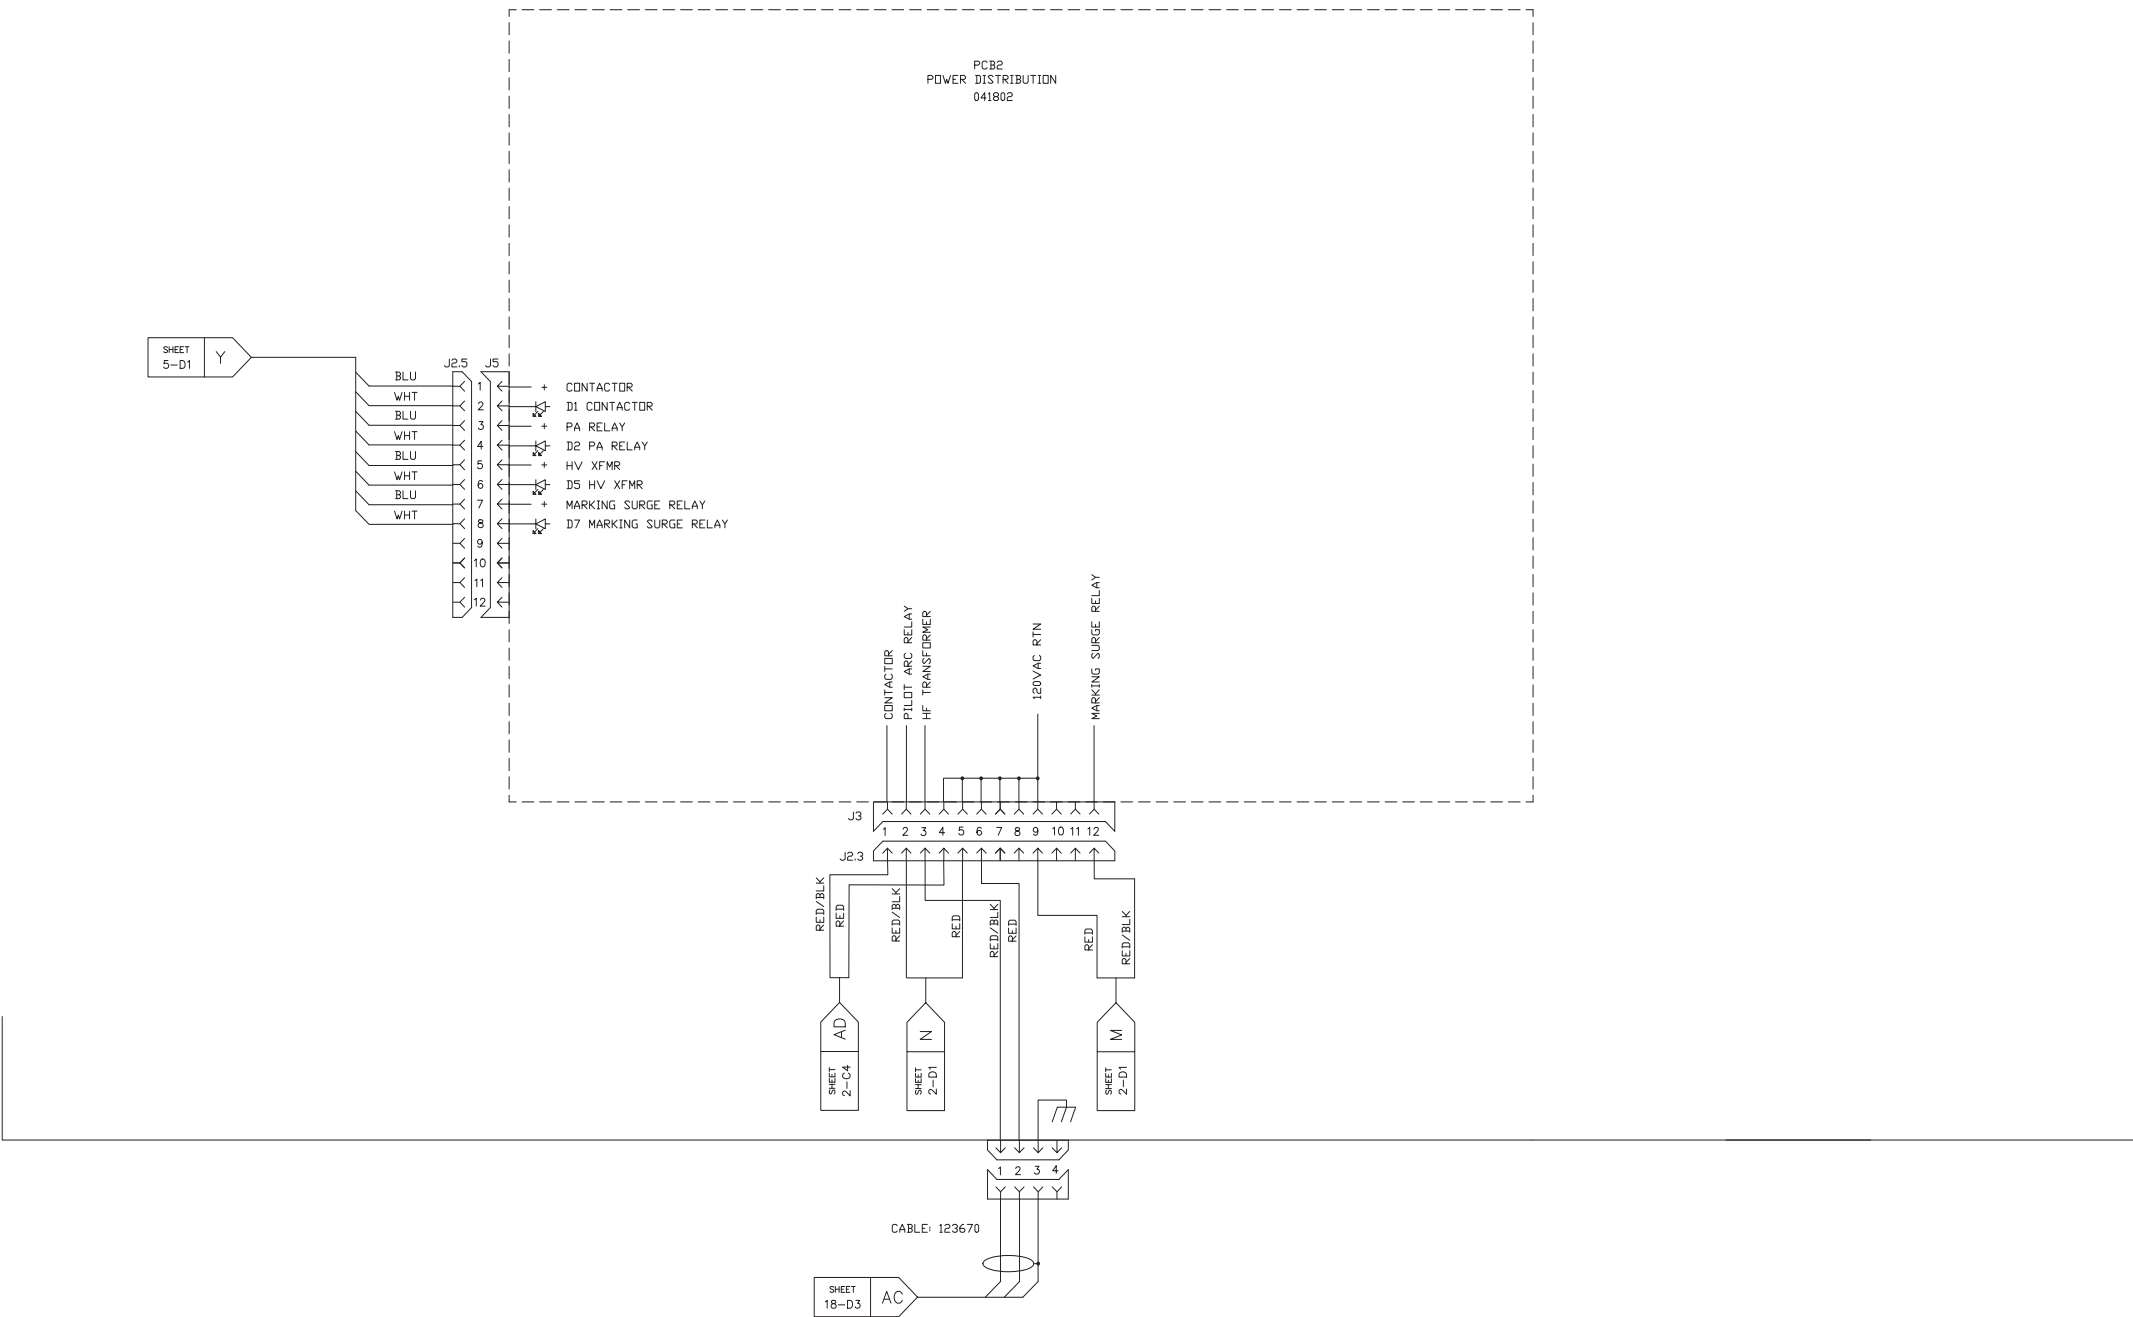 PCB2
POWER DISTRIBUTION
041802
SHEET
5-D1
Y
J2.5 J5
BLU 1 + CONTACTOR
WHT 2 D1 CONTACTOR
BLU 3 + PA RELAY
WHT 4 D2 PA RELAY
BLU 5 + HV XFMR
WHT 6 D5 HV XFMR
BLU 7 + MARKING SURGE RELAY
WHT 8 D7 MARKING SURGE RELAY
9
10
11
12
CONTACTOR
PILOT ARC RELAY
HF TRANSFORMER
120VAC RTN
MARKING SURGE RELAY
J3
1 2 3 4 5 6 7 8 9 10 11 12
J2.3
RED/BLK
RED
RED/BLK
RED
RED/BLK
RED
RED
RED/BLK
AD
SHEET
2-C4
N
SHEET
2-D1
M
SHEET
2-D1
1 2 3 4
CABLE: 123670
SHEET
18-D3
AC